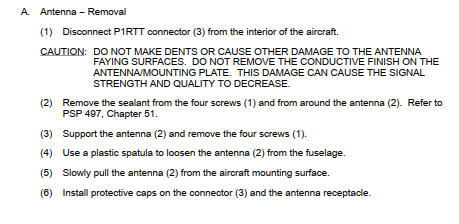 A. Antenna – Removal
(1) Disconnect P1RTT connector (3) from the interior of the aircraft.
CAUTION: DO NOT MAKE DENTS OR CAUSE OTHER DAMAGE TO THE ANTENNA
FAYING SURFACES. DO NOT REMOVE THE CONDUCTIVE FINISH ON THE
ANTENNA/MOUNTING PLATE. THIS DAMAGE CAN CAUSE THE SIGNAL
STRENGTH AND QUALITY TO DECREASE.
(2) Remove the sealant from the four screws (1) and from around the antenna (2). Refer to
PSP 497, Chapter 51.
(3) Support the antenna (2) and remove the four screws (1).
(4) Use a plastic spatula to loosen the antenna (2) from the fuselage.
(5) Slowly pull the antenna (2) from the aircraft mounting surface.
(6) Install protective caps on the connector (3) and the antenna receptacle.